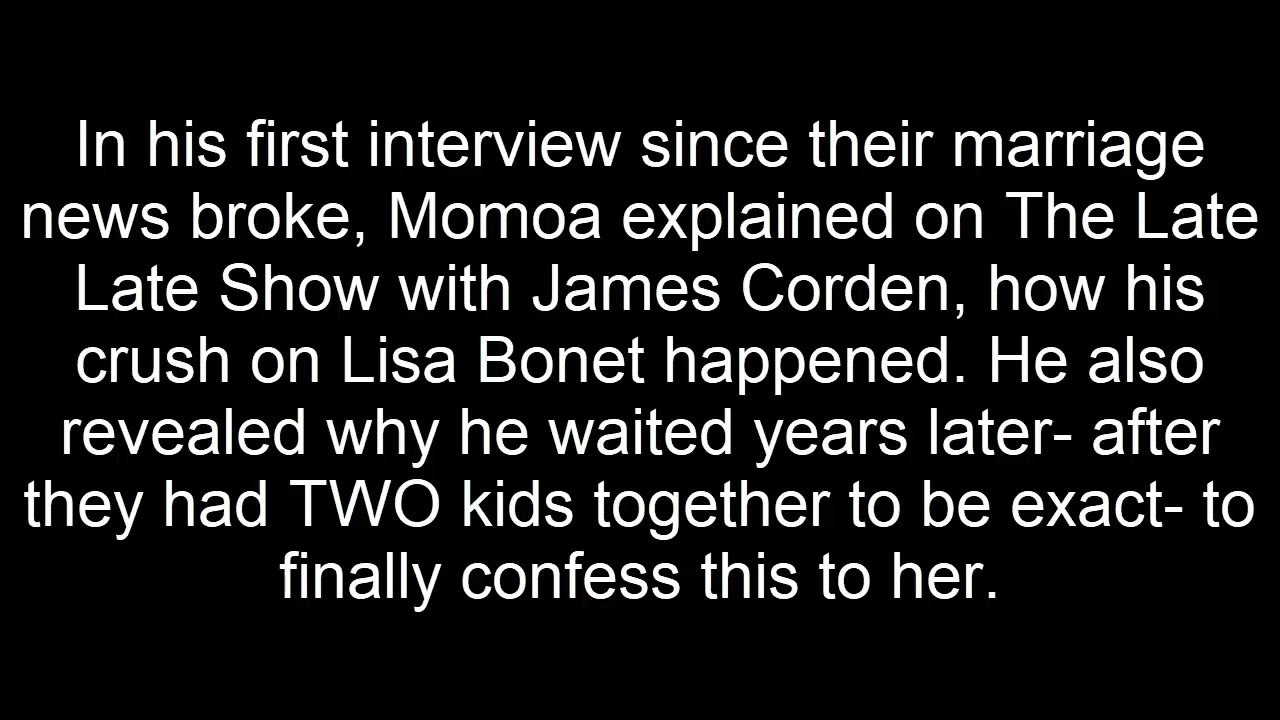 In his first interview since their marriage
news broke, Momoa explained on The Late
Late Show with James Corden, how his
crush on Lisa Bonet happened. He also
revealed why he waited years later- after
they had TWO kids together to be exact- to
finally confess this to her.